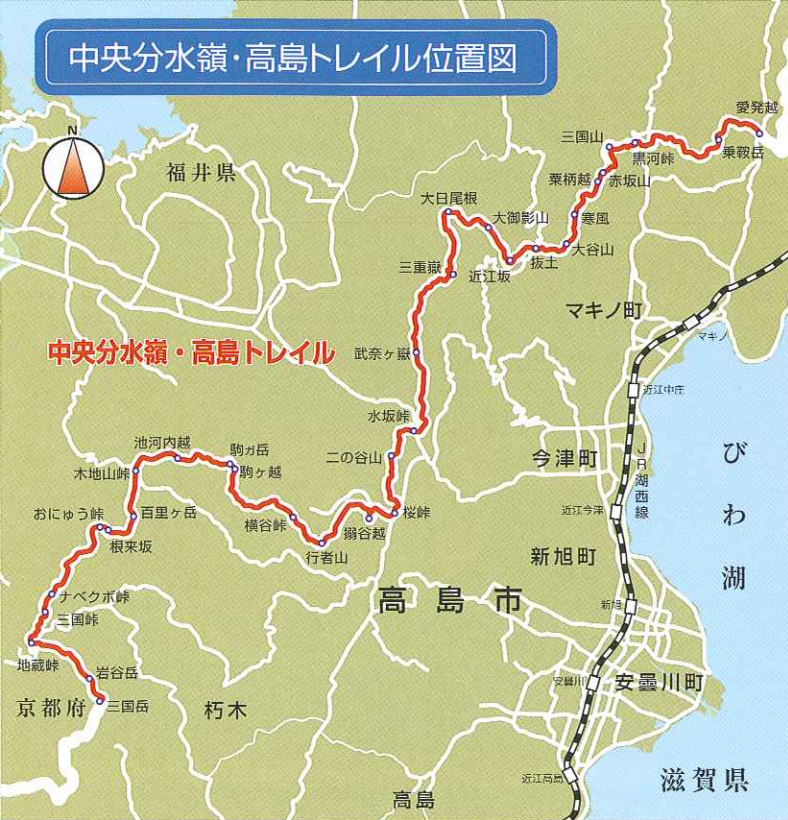 中央分水嶺・高島トレイル位置図
N
福井県
愛発越
三国山
黒河峠
乗鞍岳
粟柄越
赤坂山
大日尾根
大御影山
寒風
大谷山
抜土
近江坂
三重嶽
マキノ町
マキノ
中央分水嶺・高島トレイル
武奈ヶ嶽
近江中庄
水坂峠
池河内越
駒ガ岳
駒ヶ越
二の谷山
木地山峠
今津町
JR湖西線
びわ湖
おにゅう峠
百里ヶ岳
根来坂
横谷峠
桜峠
搦谷越
行者山
近江今津
新旭町
ナベクボ峠
三国峠
高島市
新旭
地蔵峠
岩谷岳
三国岳
京都府
朽木
安曇川
安曇川町
近江高島
滋賀県
高島